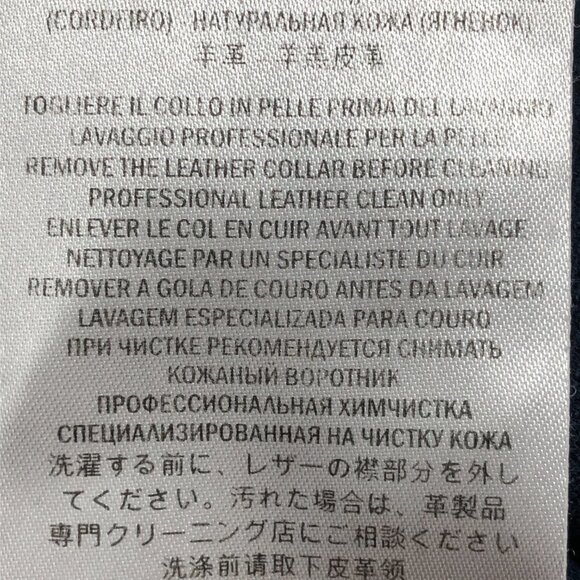 (CORDEIRO) - НАТУРАЛЬНАЯ КОЖА (ЯГНЕНОК)
羊革 - 羊羔皮革
TOGLIERE IL COLLO IN PELLE PRIMA DEL LAVAGGIO
LAVAGGIO PROFESSIONALE PER LA PELLE
REMOVE THE LEATHER COLLAR BEFORE CLEANING
PROFESSIONAL LEATHER CLEAN ONLY
ENLEVER LE COL EN CUIR AVANT TOUT LAVAGE
NETTOYAGE PAR UN SPECIALISTE DU CUIR
REMOVER A GOLA DE COURO ANTES DA LAVAGEM
LAVAGEM ESPECIALIZADA PARA COURO
ПРИ ЧИСТКЕ РЕКОМЕНДУЕТСЯ СНИМАТЬ
КОЖАНЫЙ ВОРОТНИК
ПРОФЕССИОНАЛЬНАЯ ХИМЧИСТКА
СПЕЦИАЛИЗИРОВАННАЯ НА ЧИСТКУ КОЖА
洗濯する前に、レザーの襟部分を外し
てください。汚れた場合は、革製品
専門クリーニング店にご相談ください
洗涤前请取下皮革领